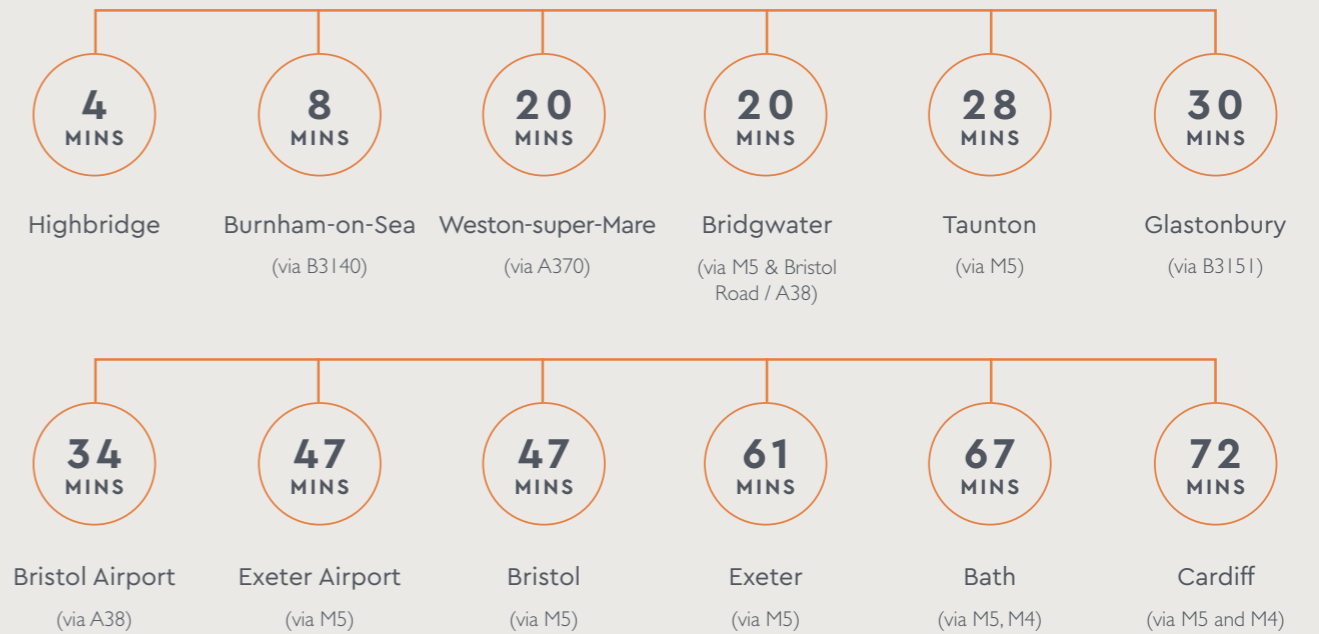 4 MINS
8 MINS
20 MINS
20 MINS
28 MINS
30 MINS
Highbridge
Burnham-on-Sea
(via B3140)
Weston-super-Mare
(via A370)
Bridgwater
(via M5 & Bristol
Road / A38)
Taunton
(via M5)
Glastonbury
(via B3151)
34 MINS
47 MINS
47 MINS
61 MINS
67 MINS
72 MINS
Bristol Airport
(via A38)
Exeter Airport
(via M5)
Bristol
(via M5)
Exeter
(via M5)
Bath
(via M5, M4)
Cardiff
(via M5 and M4)